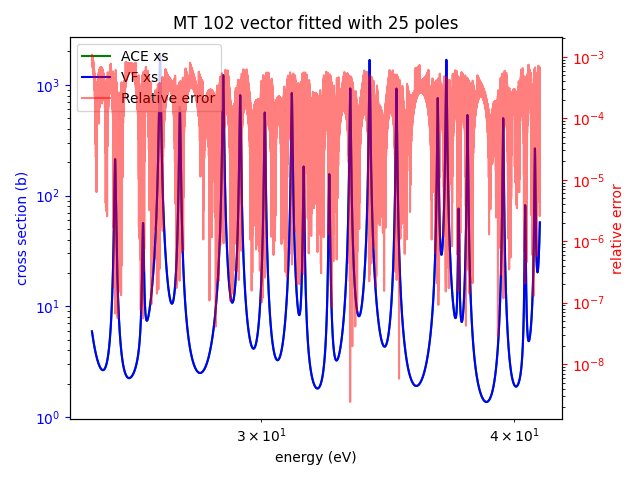 MT 102 vector fitted with 25 poles
ACE xs
VF xs
Relative error
10³
10²
10¹
10⁰
cross section (b)
10⁻³
10⁻⁴
10⁻⁵
10⁻⁶
10⁻⁷
10⁻⁸
relative error
3 × 10¹
4 × 10¹
energy (eV)